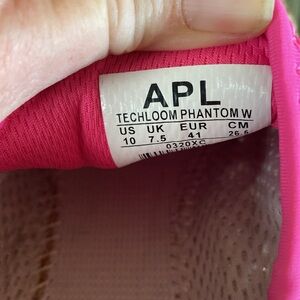 APL
TECHLOOM PHANTOM W
US UK EUR CM
10 7.5 41 26.5
0320XC